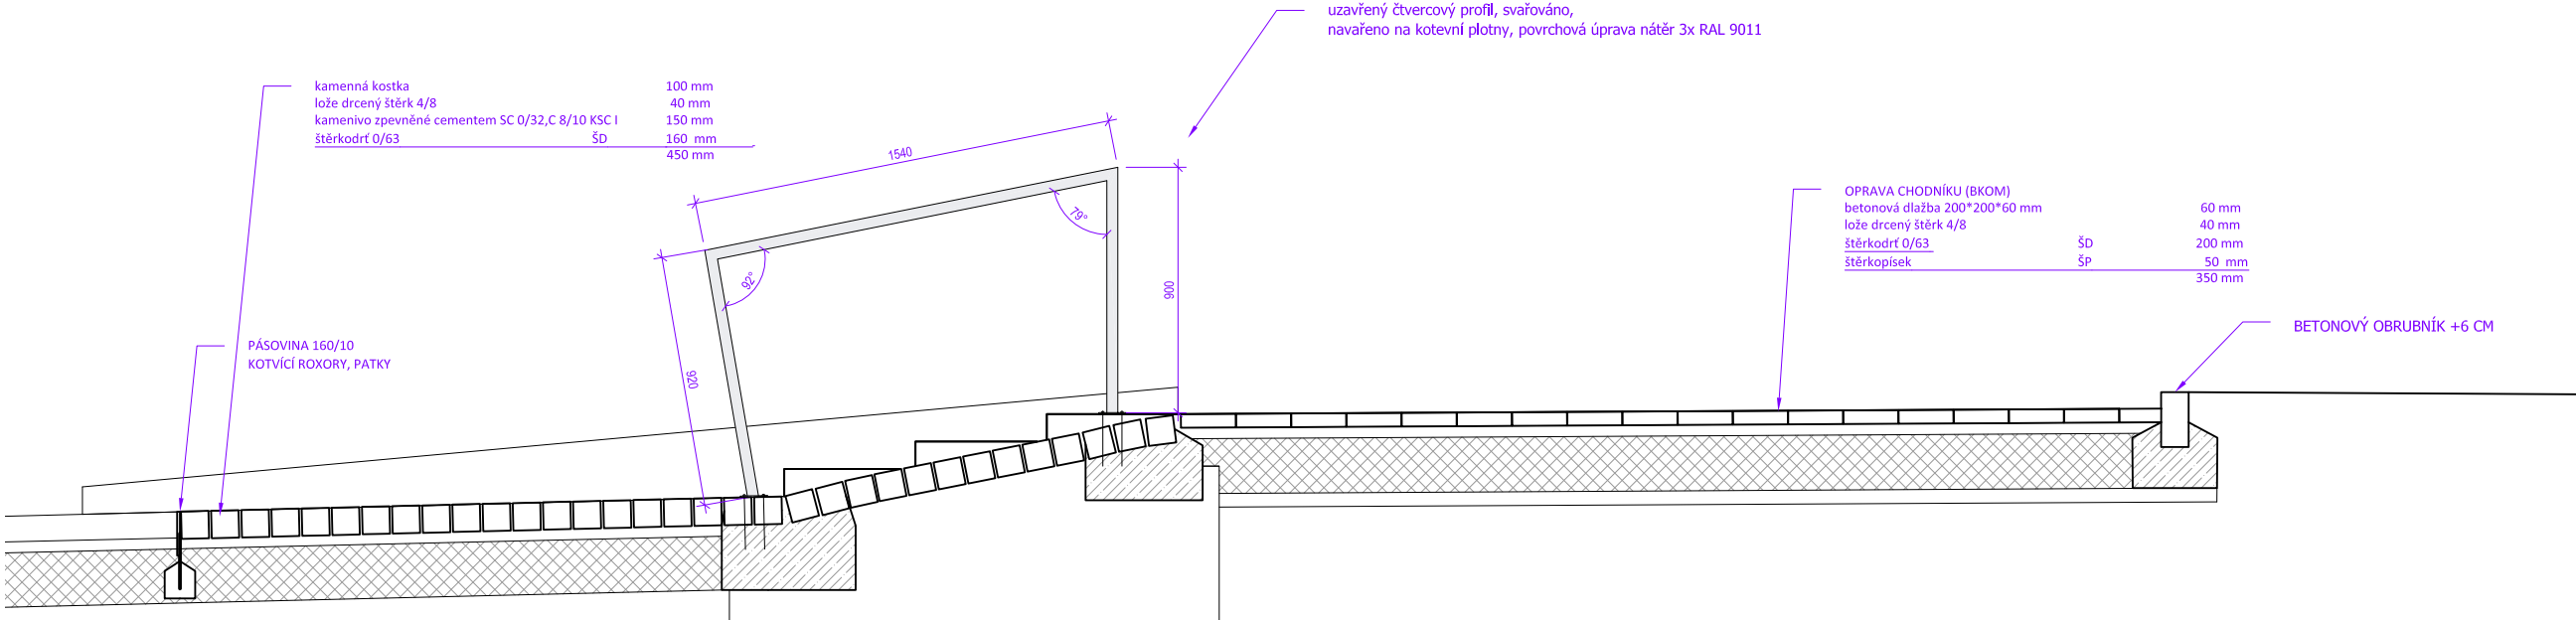 uzavřený čtvercový profil, svařováno,
navařeno na kotevní plotny, povrchová úprava nátěr 3x RAL 9011
kamenná kostka 100 mm
lože drcený štěrk 4/8 40 mm
kamenivo zpevněné cementem SC 0/32,C 8/10 KSC I 150 mm
štěrkodrť 0/63 ŠD 160 mm
450 mm
1540
79°
92°
900
920
OPRAVA CHODNÍKU (BKOM)
betonová dlažba 200*200*60 mm 60 mm
lože drcený štěrk 4/8 40 mm
štěrkodrť 0/63 ŠD 200 mm
štěrkopísek ŠP 50 mm
350 mm
PÁSOVINA 160/10
KOTVÍCÍ ROXORY, PATKY
BETONOVÝ OBRUBNÍK +6 CM